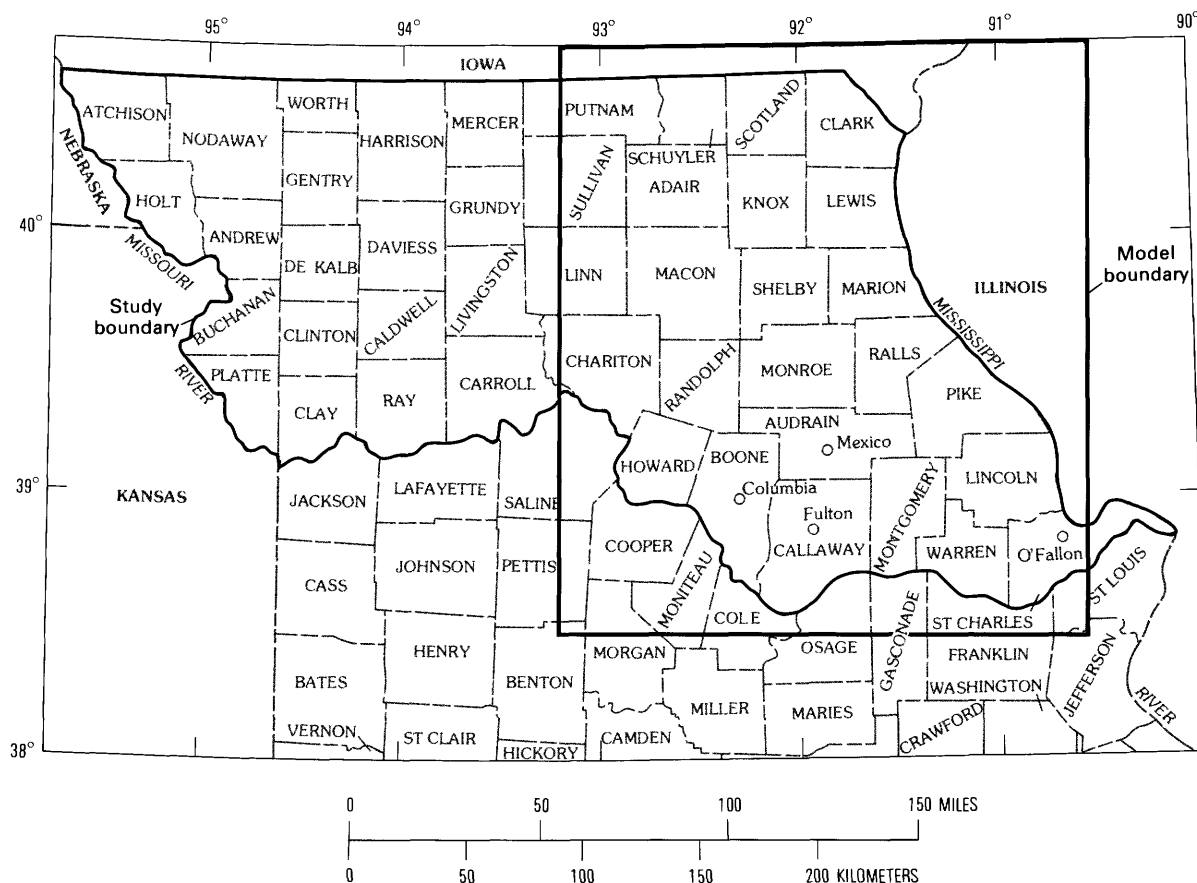 95°
94°
93°
92°
91°
90°
IOWA
ATCHISON
NODAWAY
WORTH
HARRISON
MERCER
PUTNAM
SCOTLAND
CLARK
NEBRASKA
HOLT
GENTRY
GRUNDY
SULLIVAN
SCHUYLER
ADAIR
KNOX
LEWIS
40°
ANDREW
DE KALB
DAVIESS
LIVINGSTON
LINN
MACON
SHELBY
MARION
ILLINOIS
Model
boundary
MISSOURI
RIVER
Study
boundary
BUCHANAN
CLINTON
CALDWELL
MISSISSIPPI
PLATTE
CLAY
RAY
CARROLL
CHARITON
RANDOLPH
MONROE
RALLS
PIKE
AUDRAIN
Mexico
39°
KANSAS
JACKSON
LAFAYETTE
SALINE
HOWARD
BOONE
Columbia
Fulton
CALLAWAY
MONTGOMERY
LINCOLN
WARREN
O'Fallon
CASS
JOHNSON
PETTIS
COOPER
MONITEAU
COLE
OSAGE
GASCONADE
ST CHARLES
ST LOUIS
FRANKLIN
WASHINGTON
JEFFERSON
RIVER
BATES
HENRY
BENTON
MORGAN
MILLER
MARIES
CRAWFORD
38°
VERNON
ST CLAIR
HICKORY
CAMDEN
0 50 100 150 MILES
0 50 100 150 200 KILOMETERS